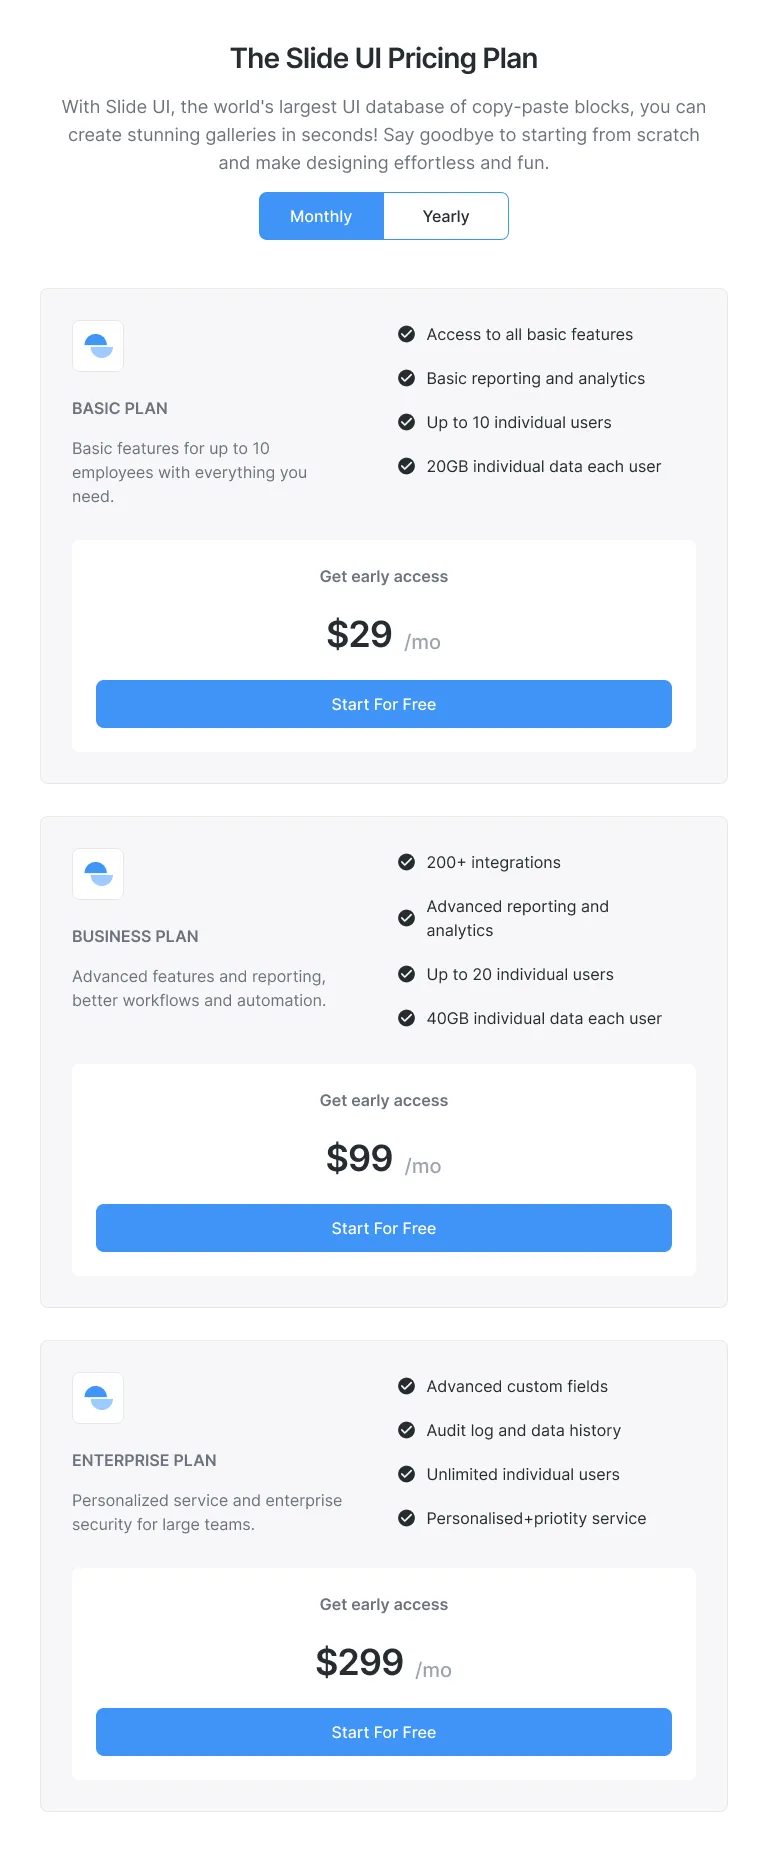 The Slide UI Pricing Plan
With Slide UI, the world's largest UI database of copy-paste blocks, you can
create stunning galleries in seconds! Say goodbye to starting from scratch
and make designing effortless and fun.
Monthly
Yearly
BASIC PLAN
Basic features for up to 10
employees with everything you
need.
Access to all basic features
Basic reporting and analytics
Up to 10 individual users
20GB individual data each user
Get early access
$29 /mo
Start For Free
BUSINESS PLAN
Advanced features and reporting,
better workflows and automation.
200+ integrations
Advanced reporting and
analytics
Up to 20 individual users
40GB individual data each user
Get early access
$99 /mo
Start For Free
ENTERPRISE PLAN
Personalized service and enterprise
security for large teams.
Advanced custom fields
Audit log and data history
Unlimited individual users
Personalised+priotity service
Get early access
$299 /mo
Start For Free